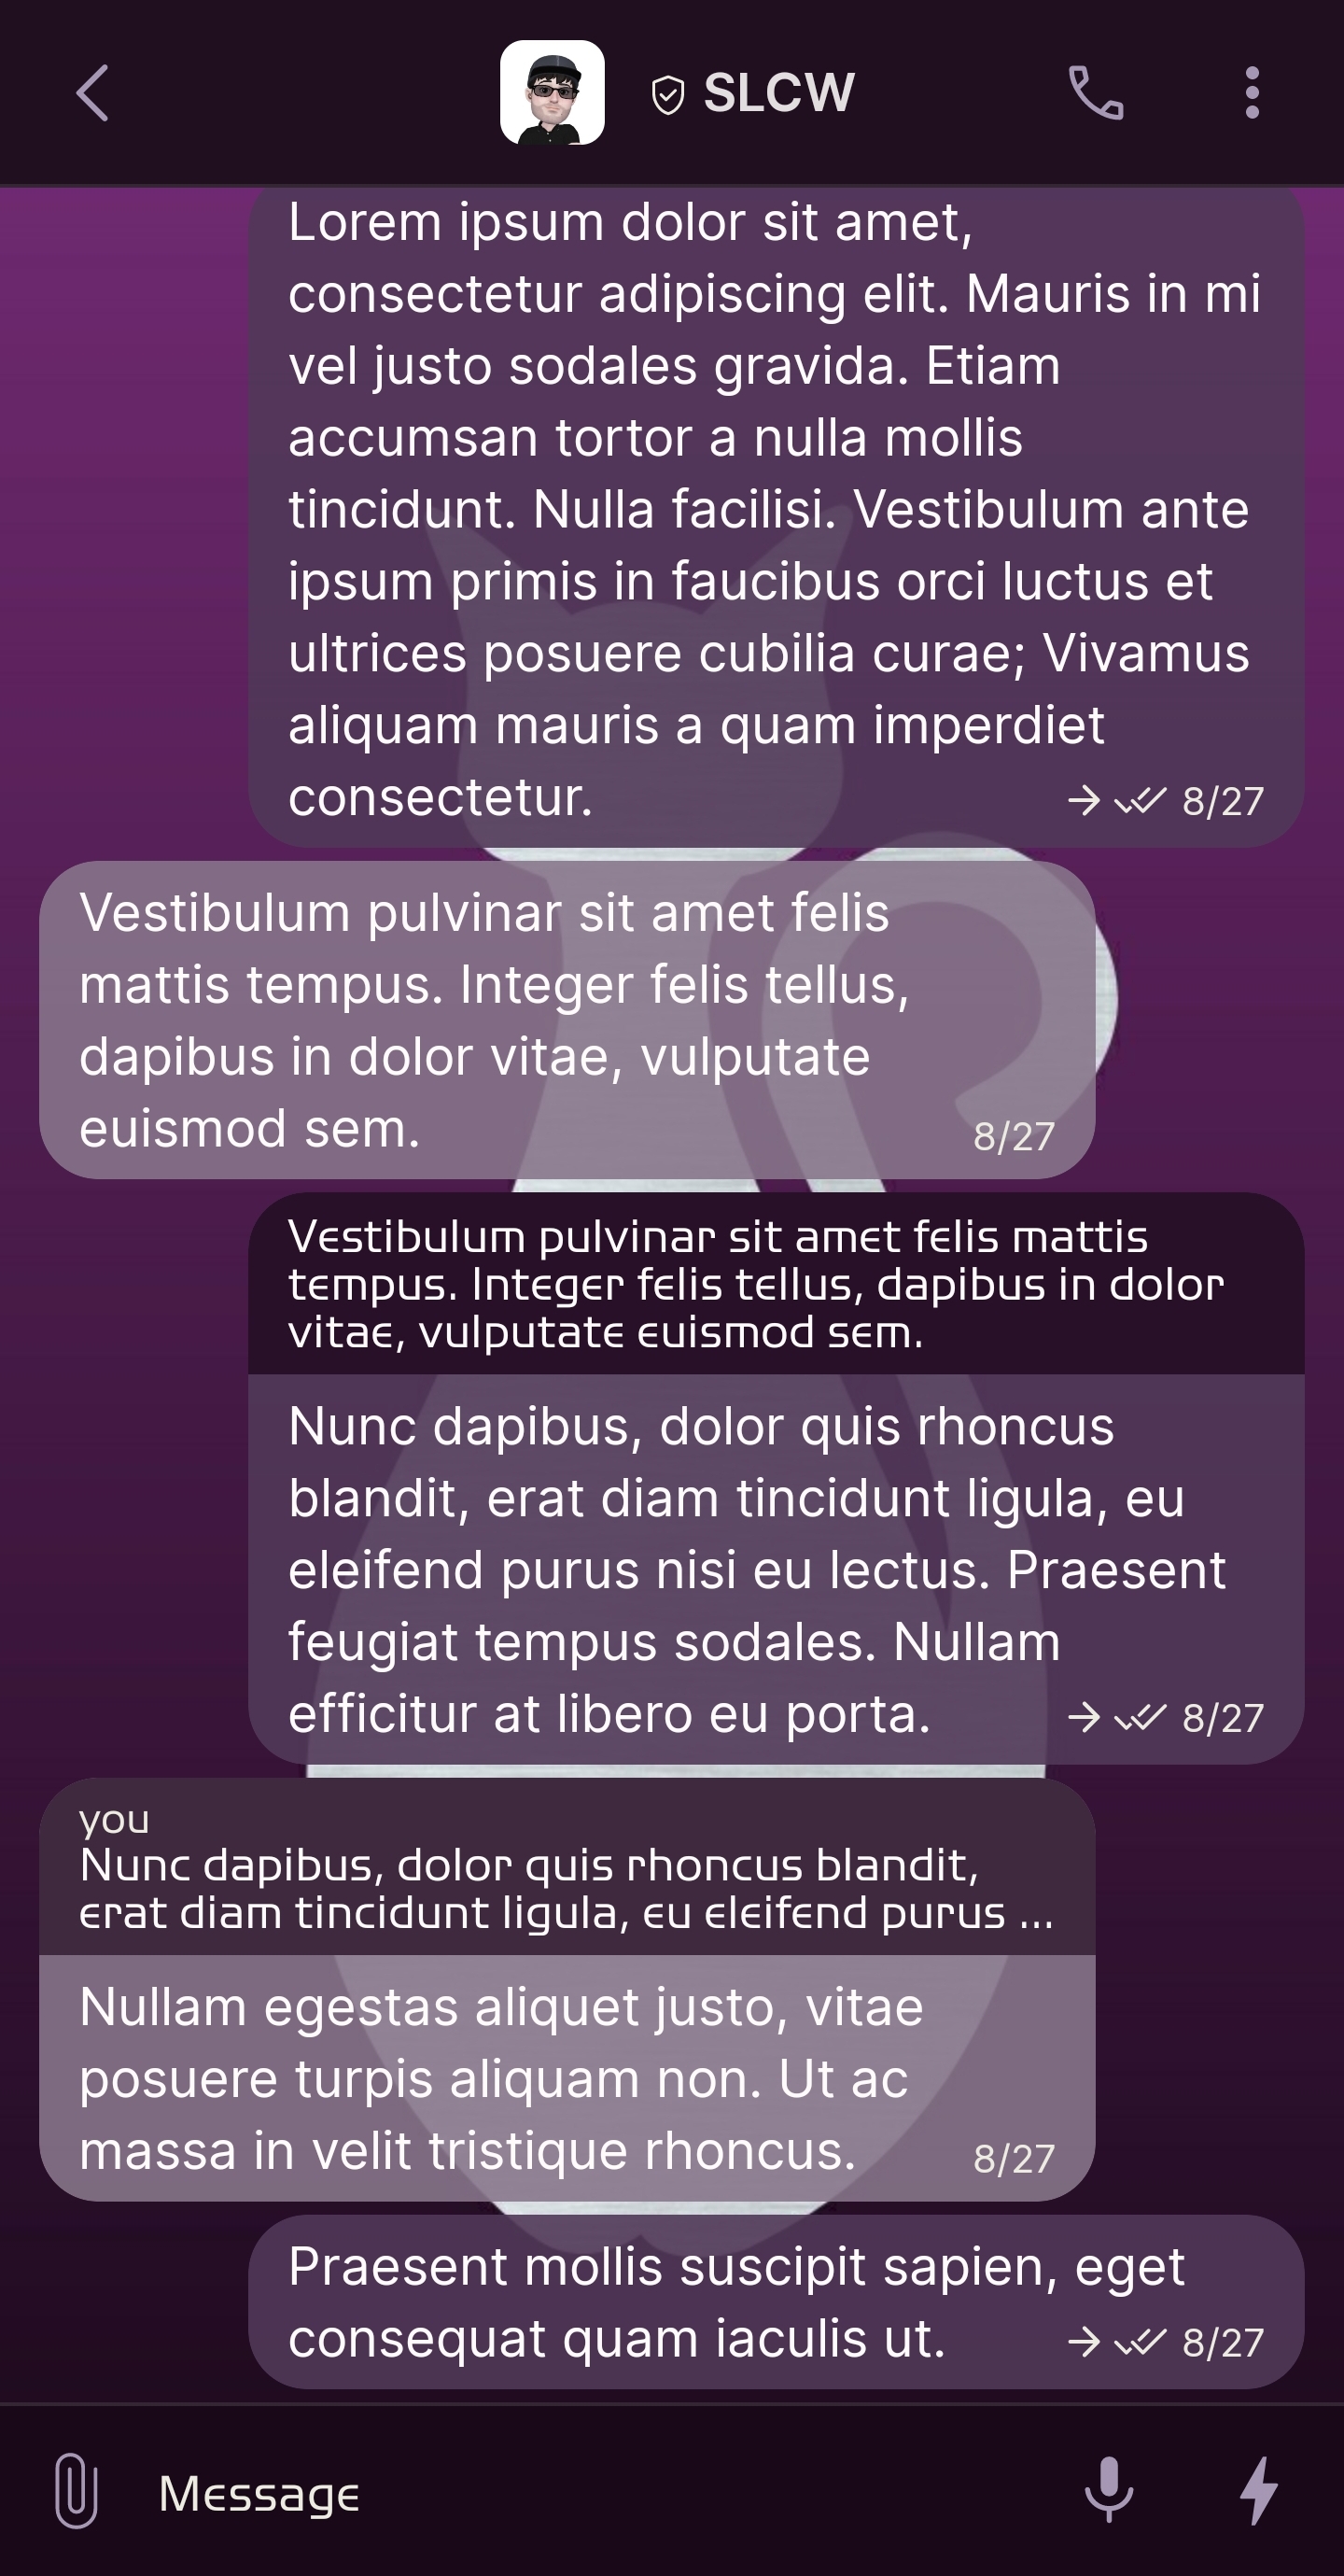 SLCW
Lorem ipsum dolor sit amet,
consectetur adipiscing elit. Mauris in mi
vel justo sodales gravida. Etiam
accumsan tortor a nulla mollis
tincidunt. Nulla facilisi. Vestibulum ante
ipsum primis in faucibus orci luctus et
ultrices posuere cubilia curae; Vivamus
aliquam mauris a quam imperdiet
consectetur. 8/27
Vestibulum pulvinar sit amet felis
mattis tempus. Integer felis tellus,
dapibus in dolor vitae, vulputate
euismod sem. 8/27
Vestibulum pulvinar sit amet felis mattis
tempus. Integer felis tellus, dapibus in dolor
vitae, vulputate euismod sem.
Nunc dapibus, dolor quis rhoncus
blandit, erat diam tincidunt ligula, eu
eleifend purus nisi eu lectus. Praesent
feugiat tempus sodales. Nullam
efficitur at libero eu porta. 8/27
you
Nunc dapibus, dolor quis rhoncus blandit,
erat diam tincidunt ligula, eu eleifend purus ...
Nullam egestas aliquet justo, vitae
posuere turpis aliquam non. Ut ac
massa in velit tristique rhoncus. 8/27
Praesent mollis suscipit sapien, eget
consequat quam iaculis ut. 8/27
Message